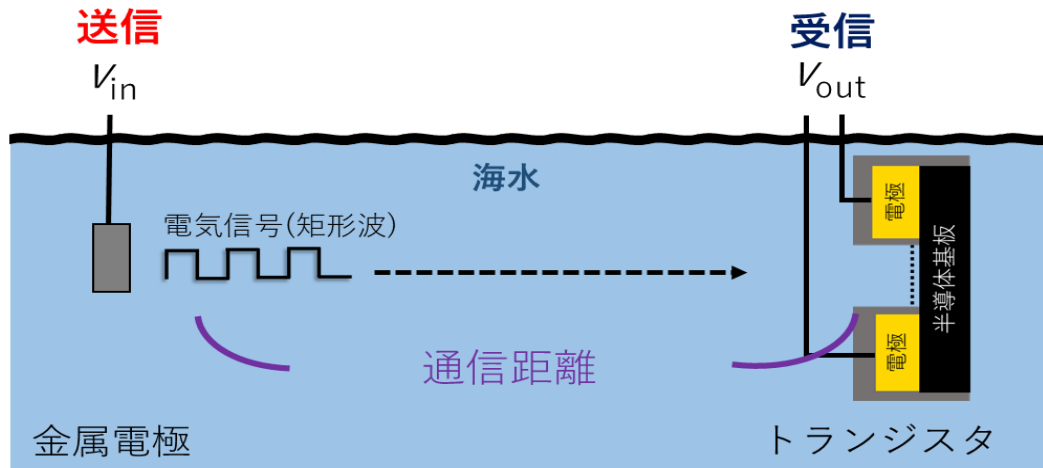 送信
受信
Vin
Vout
海水
電気信号(矩形波)
電極
半導体基板
電極
通信距離
金属電極
トランジスタ